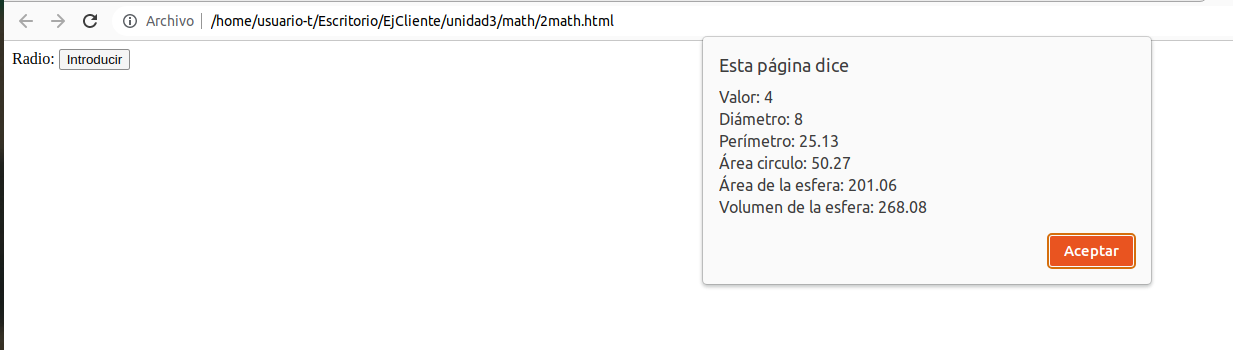 Archivo | /home/usuario-t/Escritorio/EjCliente/unidad3/math/2math.html
Radio: Introducir
Esta página dice
Valor: 4
Diámetro: 8
Perímetro: 25.13
Área circulo: 50.27
Área de la esfera: 201.06
Volumen de la esfera: 268.08
Aceptar